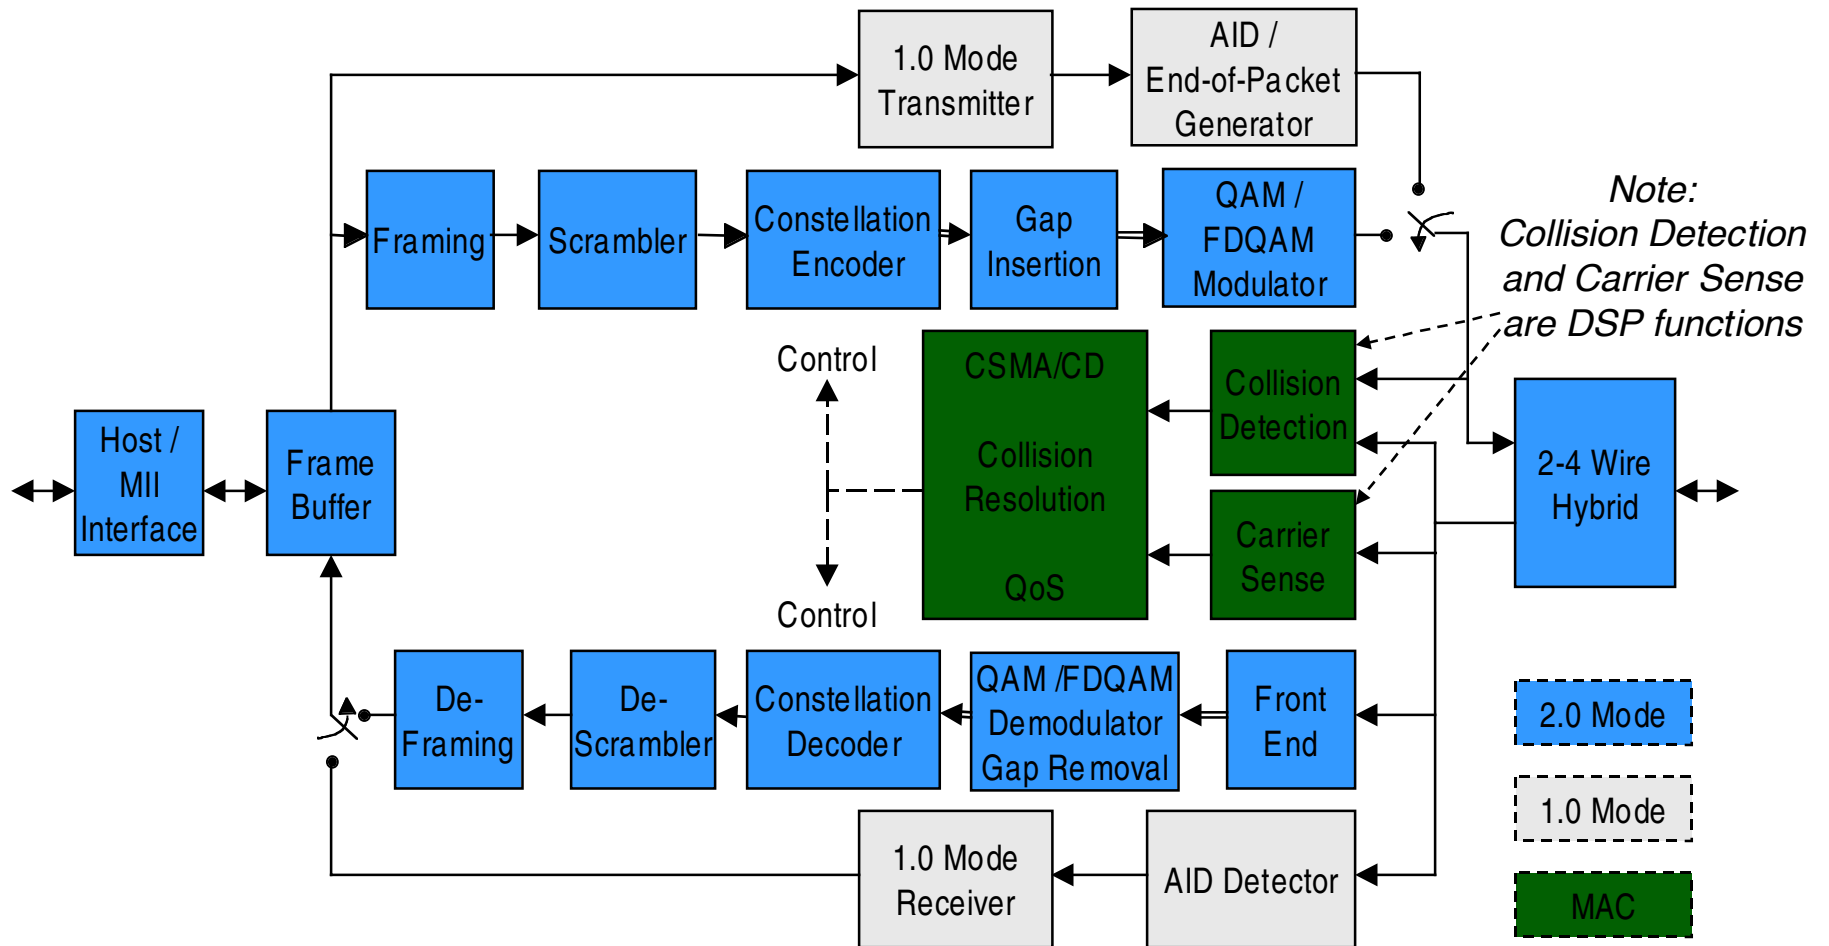 1.0 Mode
Transmitter
AID /
End-of-Packet
Generator
Framing
Scrambler
Constellation
Encoder
Gap
Insertion
QAM /
FDQAM
Modulator
Note:
Collision Detection
and Carrier Sense
are DSP functions
Control
CSMA/CD
Collision
Resolution
QoS
Collision
Detection
Carrier
Sense
Host /
MII
Interface
Frame
Buffer
2-4 Wire
Hybrid
Control
De-
Framing
De-
Scrambler
Constellation
Decoder
QAM /FDQAM
Demodulator
Gap Removal
Front
End
1.0 Mode
Receiver
AID Detector
2.0 Mode
1.0 Mode
MAC